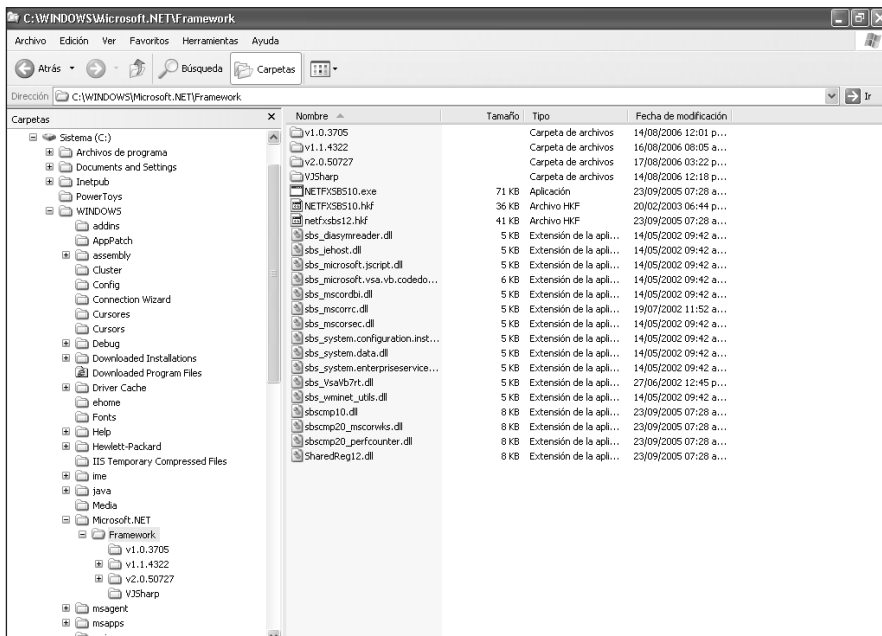 C:\WINDOWS\Microsoft.NET\Framework
Archivo Edición Ver Favoritos Herramientas Ayuda
Atrás Búsqueda Carpetas
Dirección C:\WINDOWS\Microsoft.NET\Framework Ir
Carpetas
Sistema (C:)
Archivos de programa
Documents and Settings
Inetpub
PowerToys
WINDOWS
addins
AppPatch
assembly
Cluster
Config
Connection Wizard
Cursores
Cursors
Debug
Downloaded Installations
Downloaded Program Files
Driver Cache
ehome
Fonts
Help
Hewlett-Packard
IIS Temporary Compressed Files
ime
java
Media
Microsoft.NET
Framework
v1.0.3705
v1.1.4322
v2.0.50727
VJSharp
msagent
msapps
Nombre Tamaño Tipo Fecha de modificación
v1.0.3705 Carpeta de archivos 14/08/2006 12:01 p...
v1.1.4322 Carpeta de archivos 16/08/2006 08:05 a...
v2.0.50727 Carpeta de archivos 17/08/2006 03:22 p...
VJSharp Carpeta de archivos 14/08/2006 12:18 p...
NETFXSBS10.exe 71 KB Aplicación 23/09/2005 07:28 a...
NETFXSBS10.hkf 36 KB Archivo HKF 20/02/2003 06:44 p...
netfxsbs12.hkf 41 KB Archivo HKF 23/09/2005 07:28 a...
sbs_diasymreader.dll 5 KB Extensión de la apli... 14/05/2002 09:42 a...
sbs_iehost.dll 5 KB Extensión de la apli... 14/05/2002 09:42 a...
sbs_microsoft.jscript.dll 5 KB Extensión de la apli... 14/05/2002 09:42 a...
sbs_microsoft.vsa.vb.codedo... 6 KB Extensión de la apli... 14/05/2002 09:42 a...
sbs_mscordbi.dll 5 KB Extensión de la apli... 14/05/2002 09:42 a...
sbs_mscorrc.dll 5 KB Extensión de la apli... 19/07/2002 11:52 a...
sbs_mscorsec.dll 5 KB Extensión de la apli... 14/05/2002 09:42 a...
sbs_system.configuration.inst... 5 KB Extensión de la apli... 14/05/2002 09:42 a...
sbs_system.data.dll 5 KB Extensión de la apli... 14/05/2002 09:42 a...
sbs_system.enterpriseservice... 5 KB Extensión de la apli... 14/05/2002 09:42 a...
sbs_VsaVb7rt.dll 5 KB Extensión de la apli... 27/06/2002 12:45 p...
sbs_wminet_utils.dll 5 KB Extensión de la apli... 14/05/2002 09:42 a...
sbscmp10.dll 8 KB Extensión de la apli... 23/09/2005 07:28 a...
sbscmp20_mscorwks.dll 8 KB Extensión de la apli... 23/09/2005 07:28 a...
sbscmp20_perfcounter.dll 8 KB Extensión de la apli... 23/09/2005 07:28 a...
SharedReg12.dll 8 KB Extensión de la apli... 23/09/2005 07:28 a...